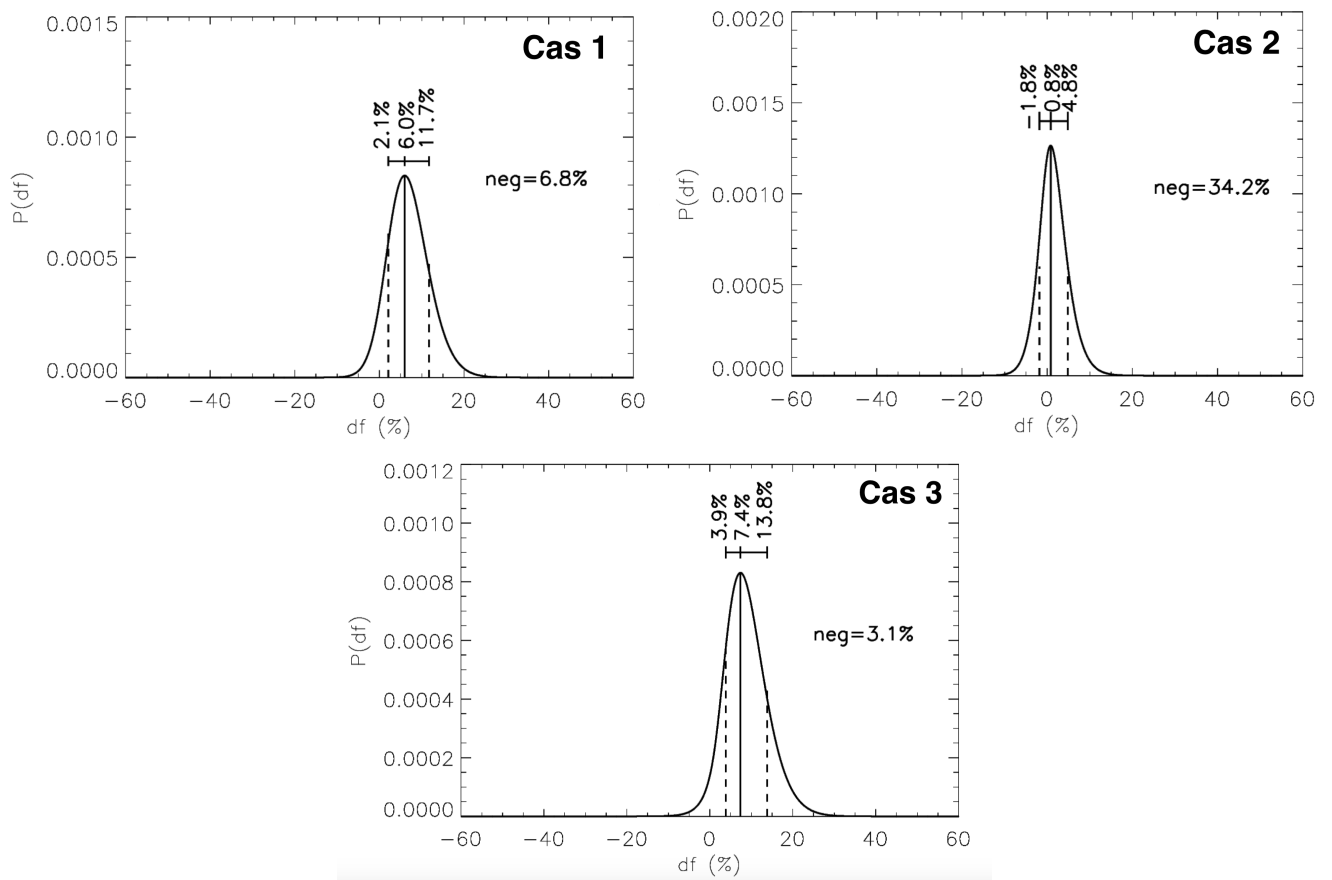 Cas 1
0.0015
0.0010
0.0005
0.0000
P(df)
2.1%
6.0%
11.7%
neg=6.8%
−60 −40 −20 0 20 40 60
df (%)
Cas 2
0.0020
0.0015
0.0010
0.0005
0.0000
P(df)
−1.8%
0.8%
4.8%
neg=34.2%
−60 −40 −20 0 20 40 60
df (%)
Cas 3
0.0012
0.0010
0.0008
0.0006
0.0004
0.0002
0.0000
P(df)
3.9%
7.4%
13.8%
neg=3.1%
−60 −40 −20 0 20 40 60
df (%)